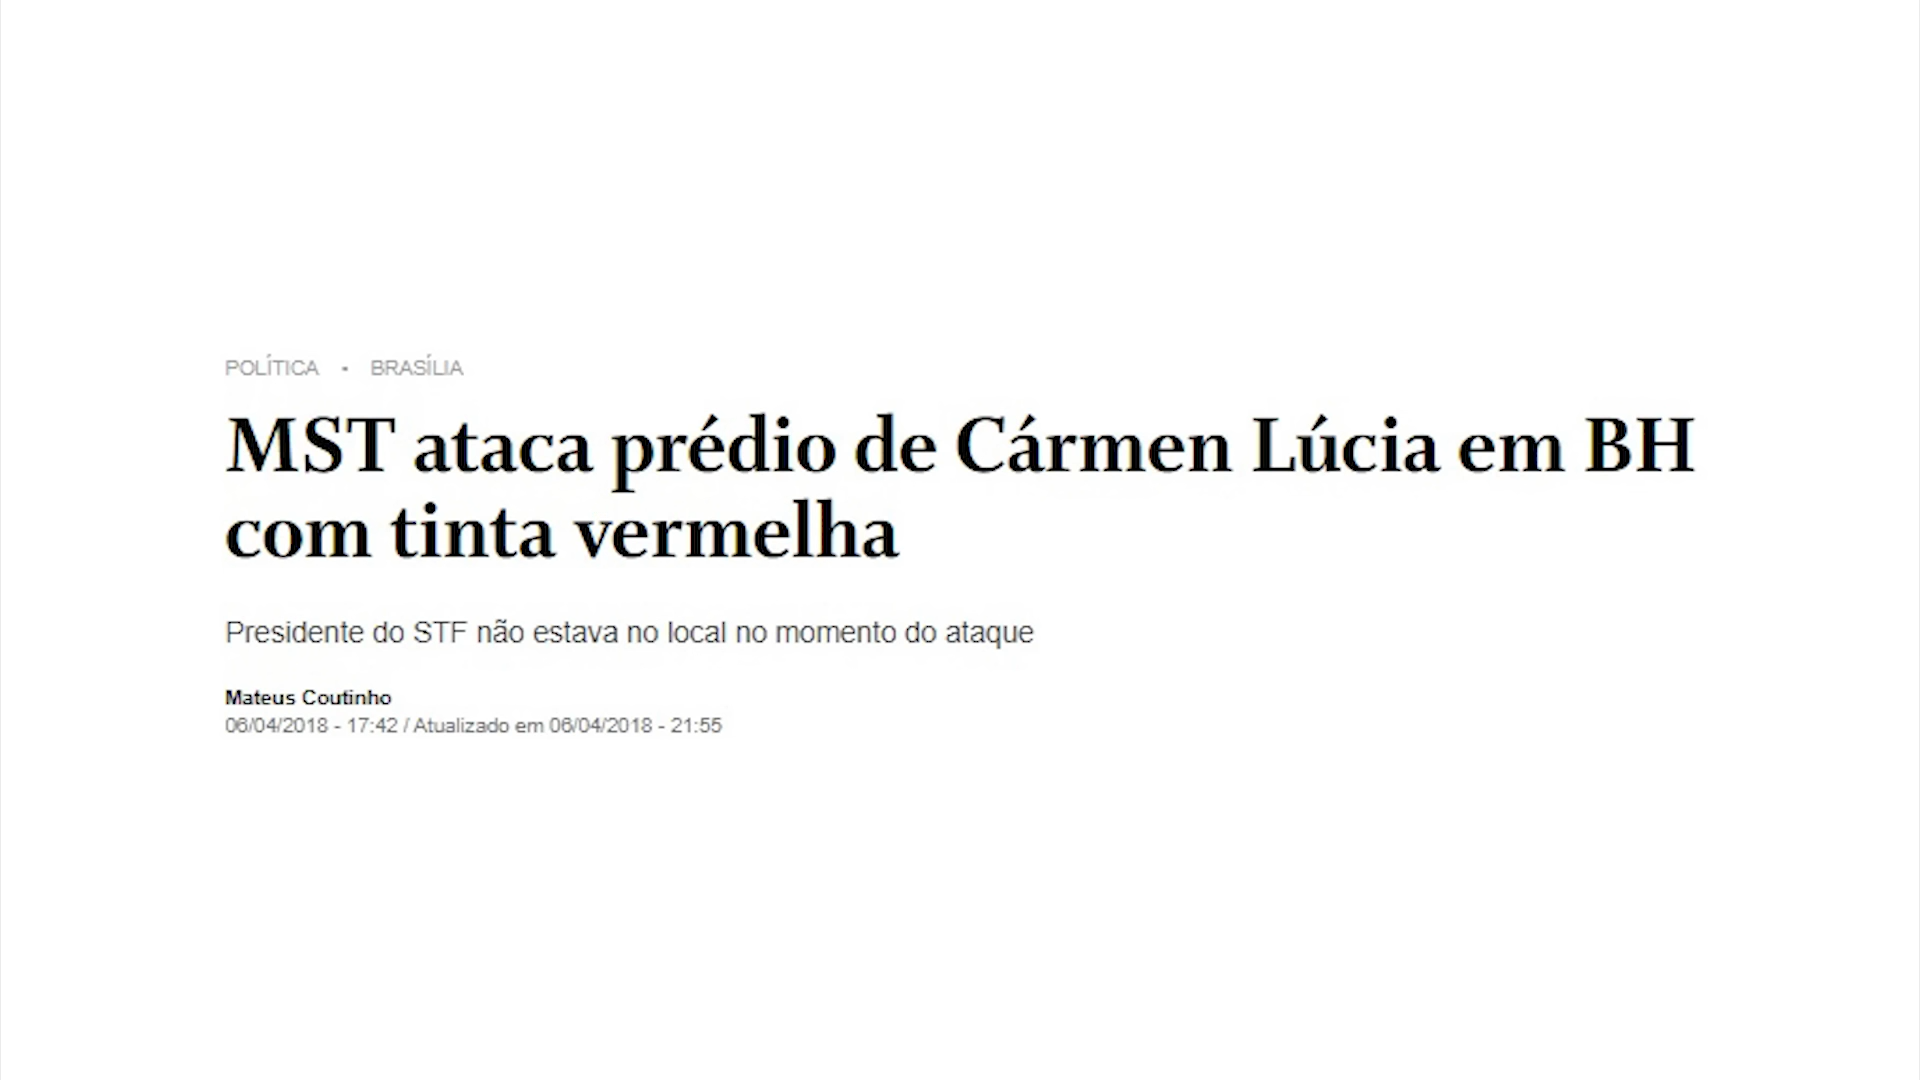 POLÍTICA • BRASÍLIA
MST ataca prédio de Cármen Lúcia em BH
com tinta vermelha
Presidente do STF não estava no local no momento do ataque
Mateus Coutinho
06/04/2018 - 17:42 / Atualizado em 06/04/2018 - 21:55